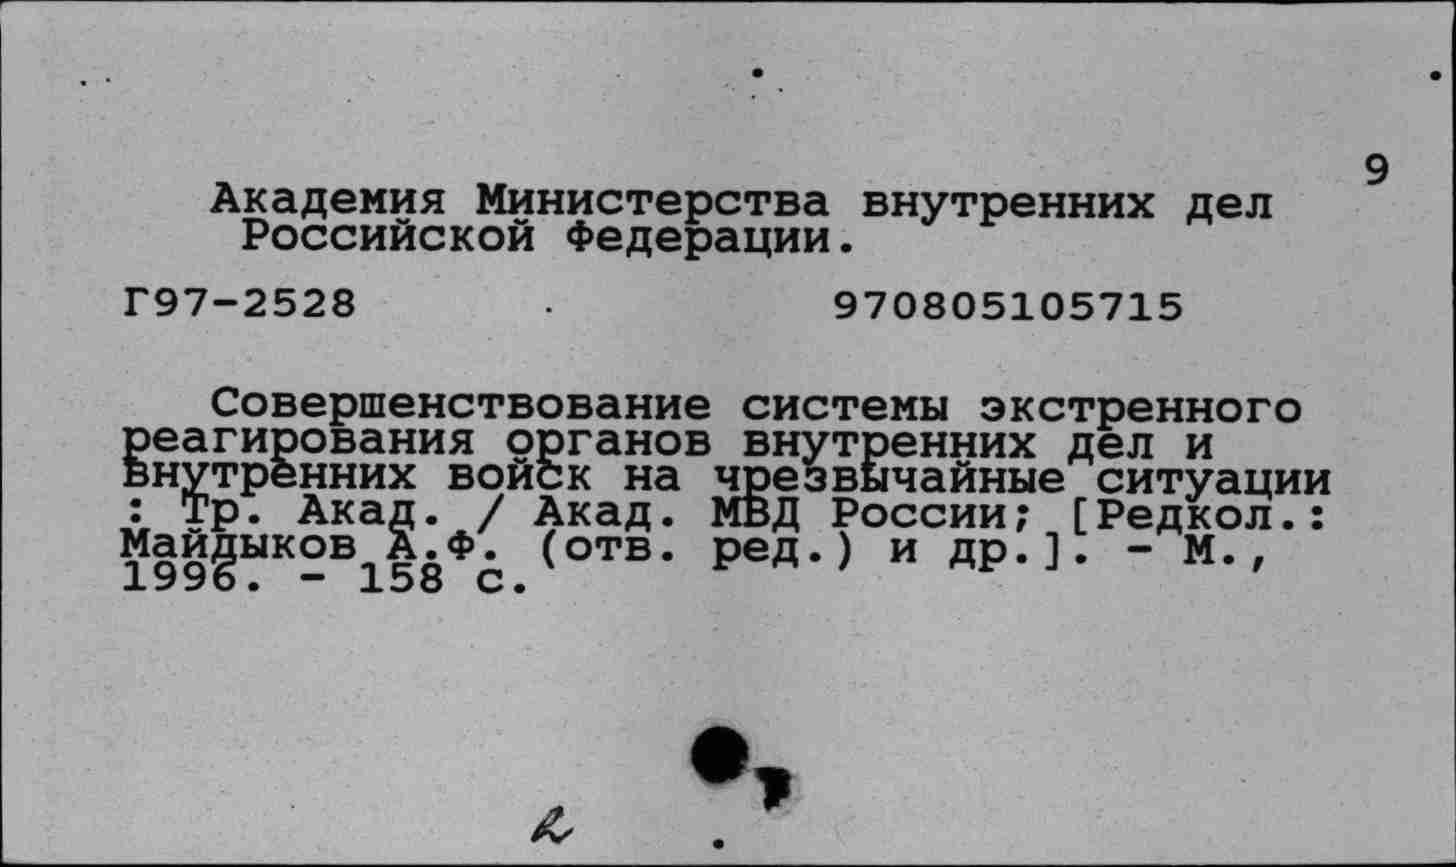 9
Академия Министерства внутренних дел
Российской Федерации.
Г97-2528 970805105715
Совершенствование системы экстренного
реагирования органов внутренних дел и
внутренних войск на чрезвычайные ситуации
: Тр. Акад. / Акад. МВД России; [Редкол.:
Майдыков А.Ф. (отв. ред.) и др.]. - М.,
1996. - 158 с.